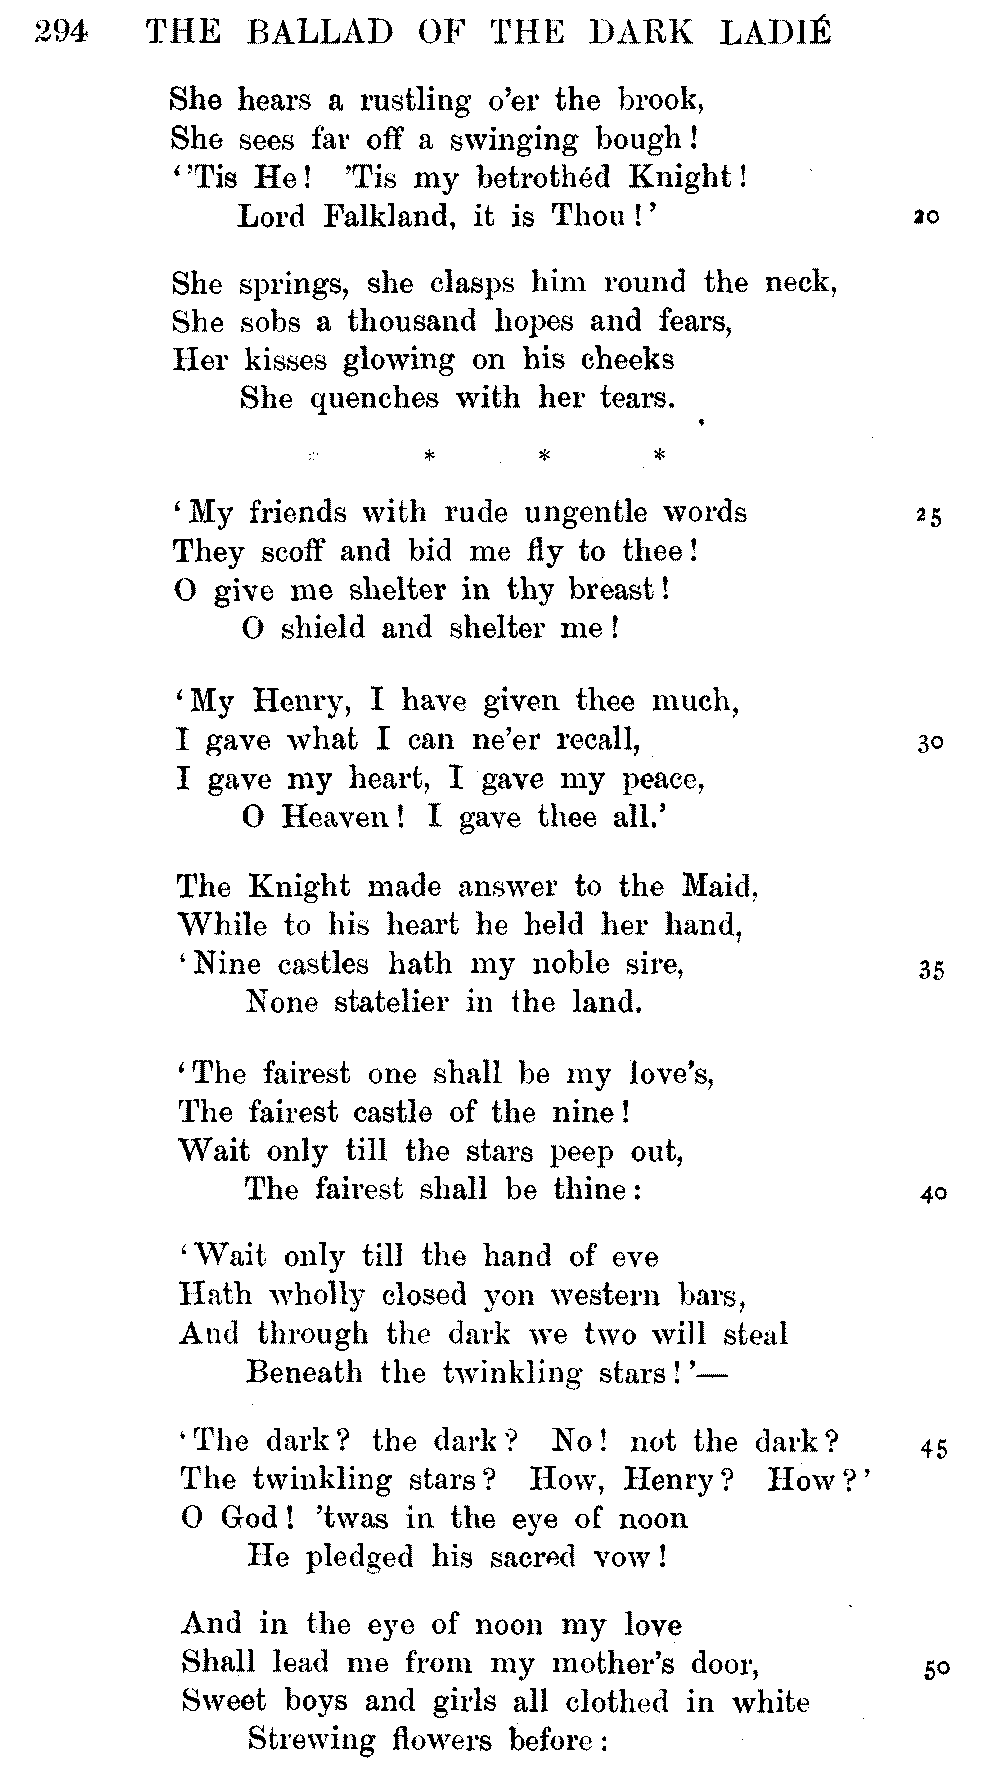 294 THE BALLAD OF THE DARK LADIÉ
She hears a rustling o'er the brook,
She sees far off a swinging bough!
''Tis He! 'Tis my betrothéd Knight!
Lord Falkland, it is Thou!' 20
She springs, she clasps him round the neck,
She sobs a thousand hopes and fears,
Her kisses glowing on his cheeks
She quenches with her tears.
* * * *
'My friends with rude ungentle words 25
They scoff and bid me fly to thee!
O give me shelter in thy breast!
O shield and shelter me!
'My Henry, I have given thee much,
I gave what I can ne'er recall, 30
I gave my heart, I gave my peace,
O Heaven! I gave thee all.'
The Knight made answer to the Maid,
While to his heart he held her hand,
'Nine castles hath my noble sire, 35
None statelier in the land.
'The fairest one shall be my love's,
The fairest castle of the nine!
Wait only till the stars peep out,
The fairest shall be thine: 40
'Wait only till the hand of eve
Hath wholly closed yon western bars,
And through the dark we two will steal
Beneath the twinkling stars!'—
'The dark? the dark? No! not the dark? 45
The twinkling stars? How, Henry? How?'
O God! 'twas in the eye of noon
He pledged his sacred vow!
And in the eye of noon my love
Shall lead me from my mother's door, 50
Sweet boys and girls all clothed in white
Strewing flowers before: